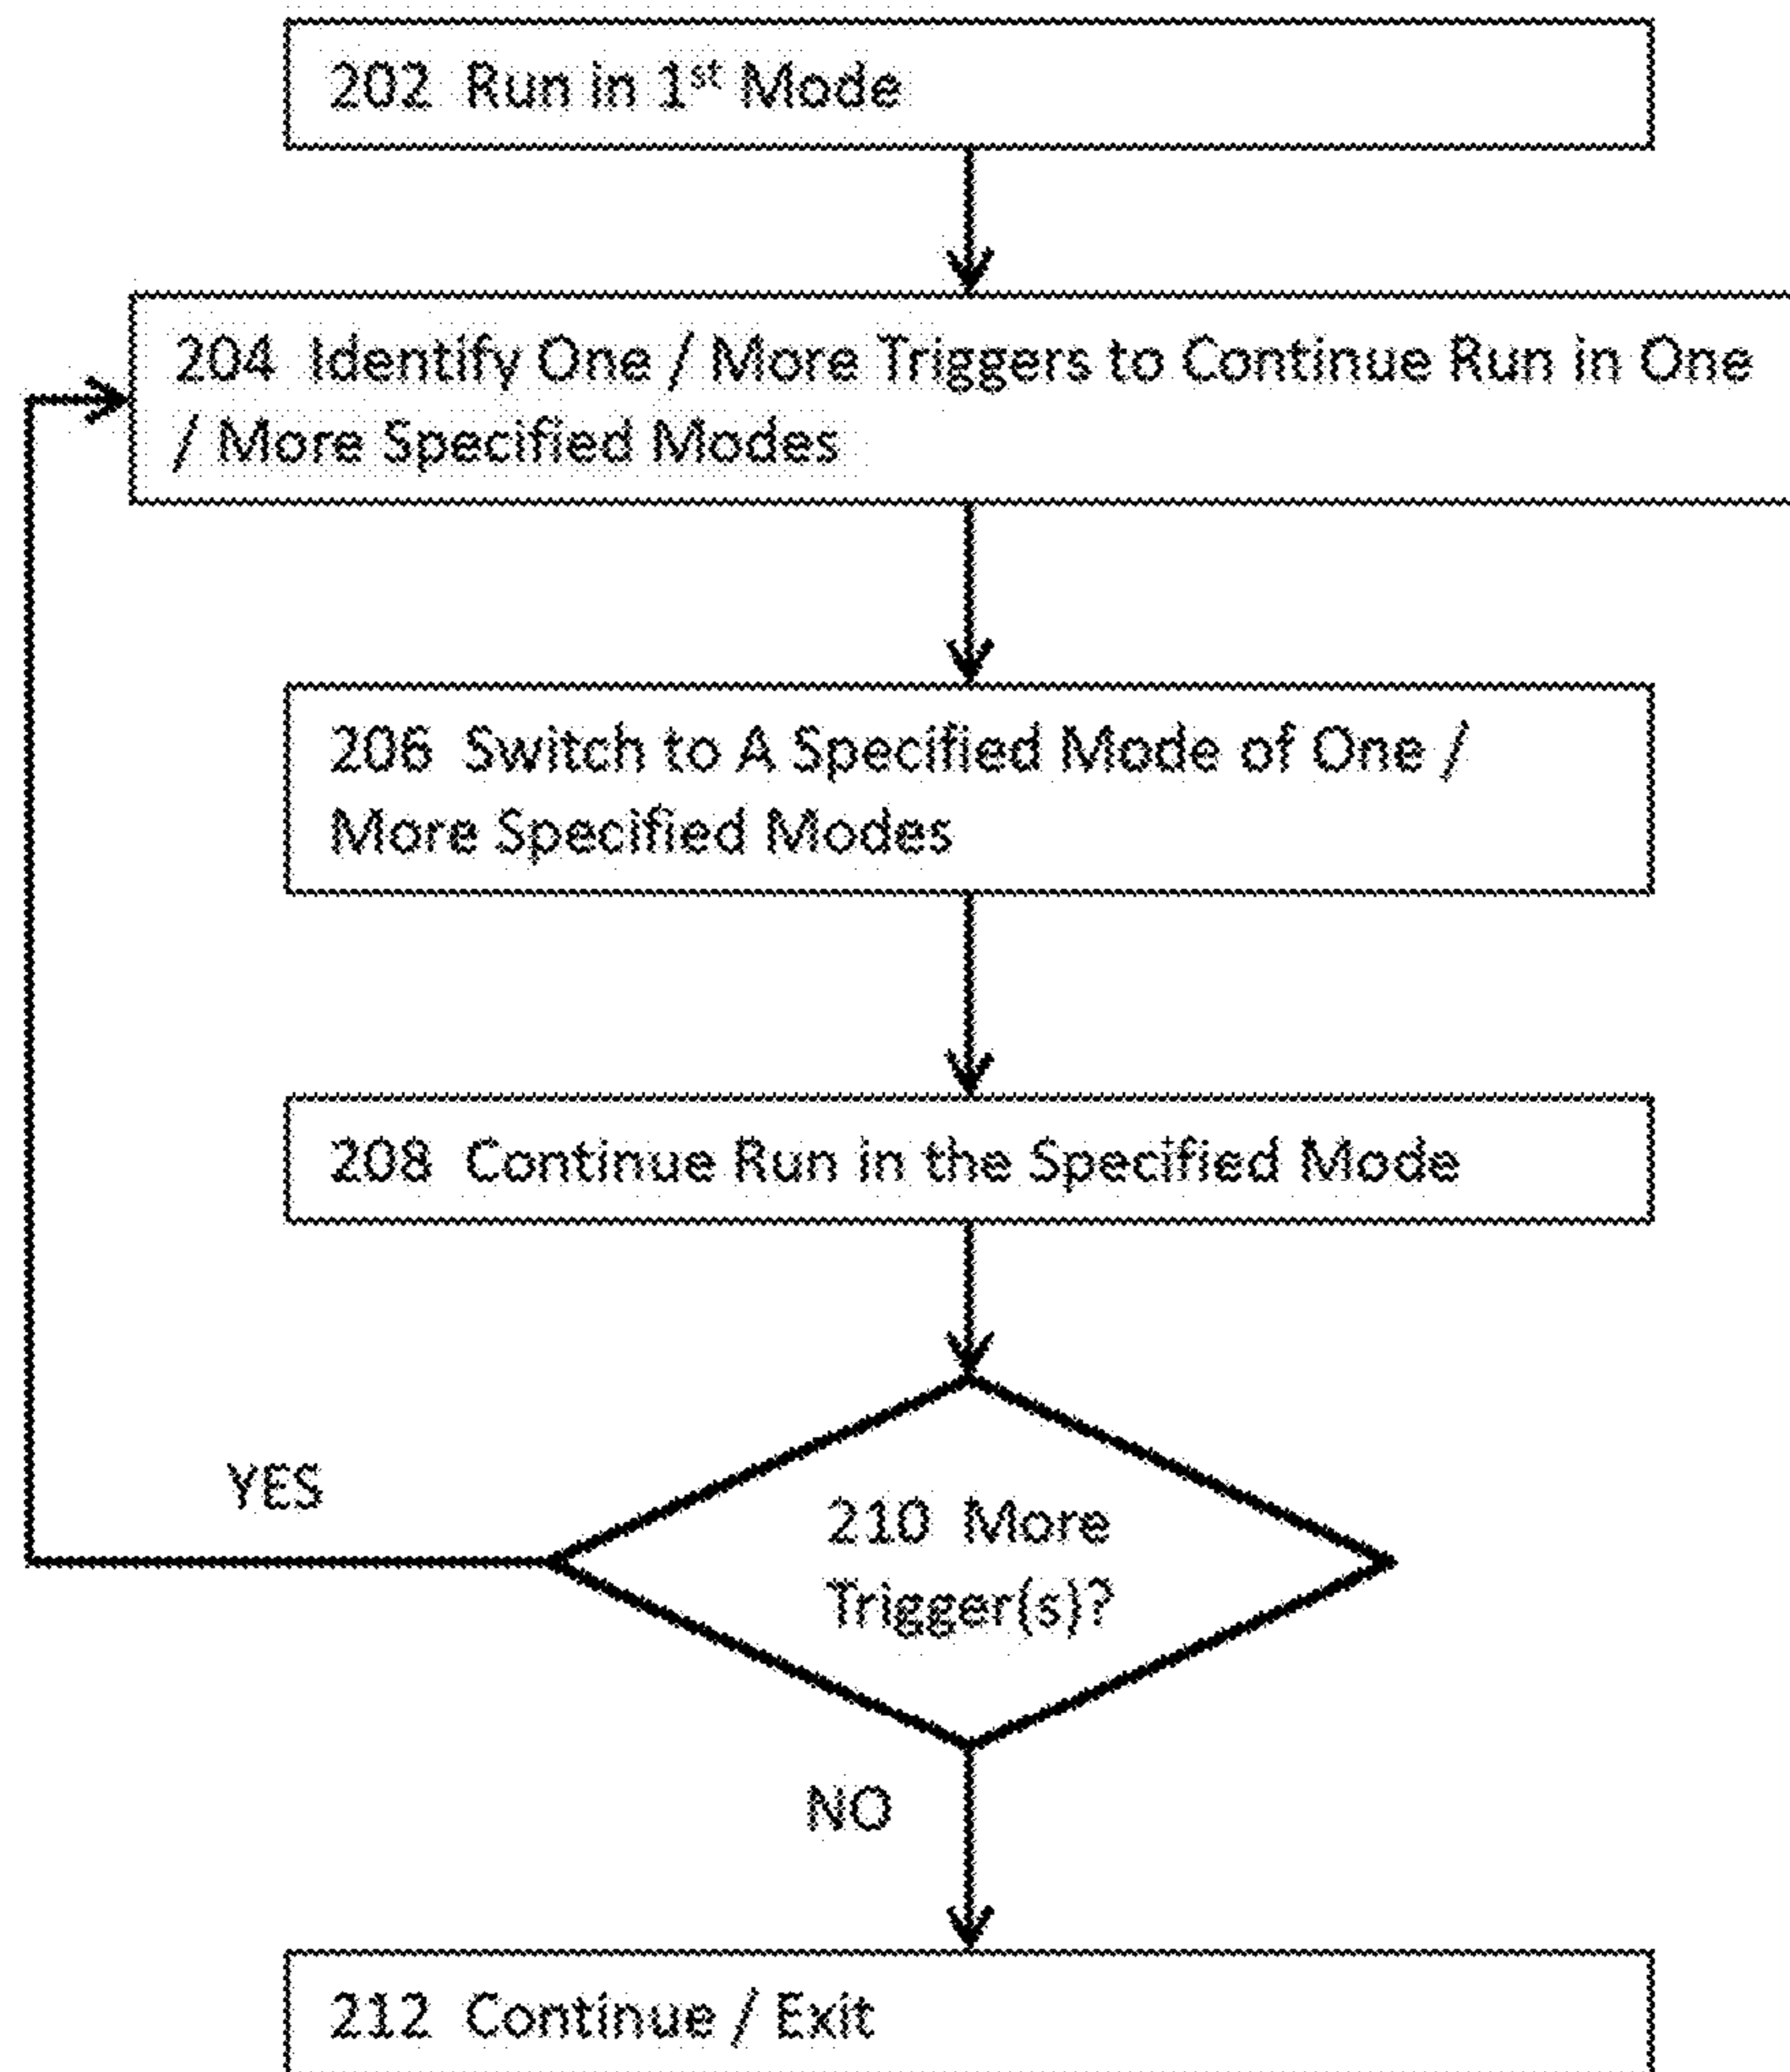 202 Run in 1st Mode
204 Identify One / More Triggers to Continue Run in One
/ More Specified Modes
206 Switch to A Specified Mode of One /
More Specified Modes
208 Continue Run in the Specified Mode
YES
210 More
Trigger(s)?
NO
212 Continue / Exit